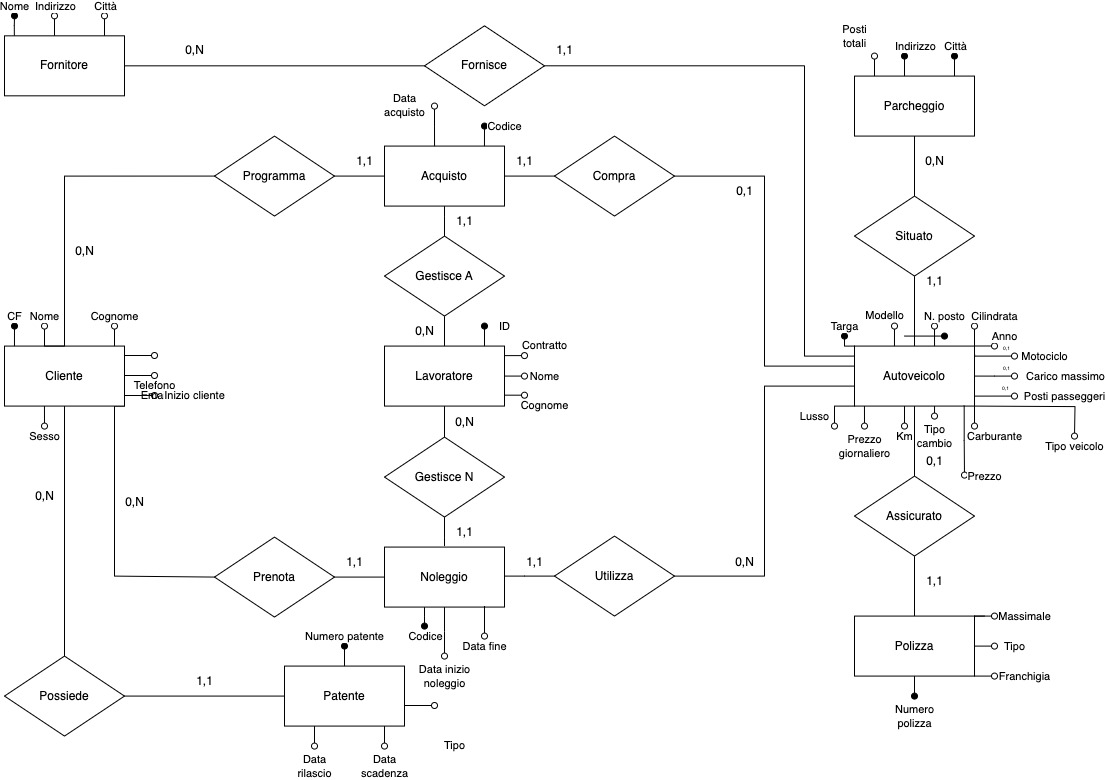 Nome Indirizzo Città
Fornitore
0,N
Fornisce
1,1
Posti
totali
Indirizzo Città
Parcheggio
Data
acquisto
Codice
Programma
1,1
Acquisto
1,1
Compra
0,1
0,N
Situato
1,1
0,N
1,1
Gestisce A
0,N
CF Nome Cognome
Cliente
Telefono
Email
Inizio cliente
Sesso
ID
Contratto
Lavoratore
Nome
Cognome
Targa
Modello
N. posto
Cilindrata
Anno
0,1
Motociclo
0,1
Autoveicolo
Carico massimo
0,1
Posti passeggeri
Lusso
Prezzo
giornaliero
Km
Tipo
cambio
Carburante
Tipo veicolo
Prezzo
0,1
0,N
Gestisce N
1,1
0,N
0,N
Assicurato
1,1
Prenota
1,1
Noleggio
1,1
Utilizza
0,N
Codice
Data inizio
noleggio
Data fine
Massimale
Polizza
Tipo
Franchigia
Numero
polizza
Numero patente
Possiede
1,1
Patente
Tipo
Data
rilascio
Data
scadenza